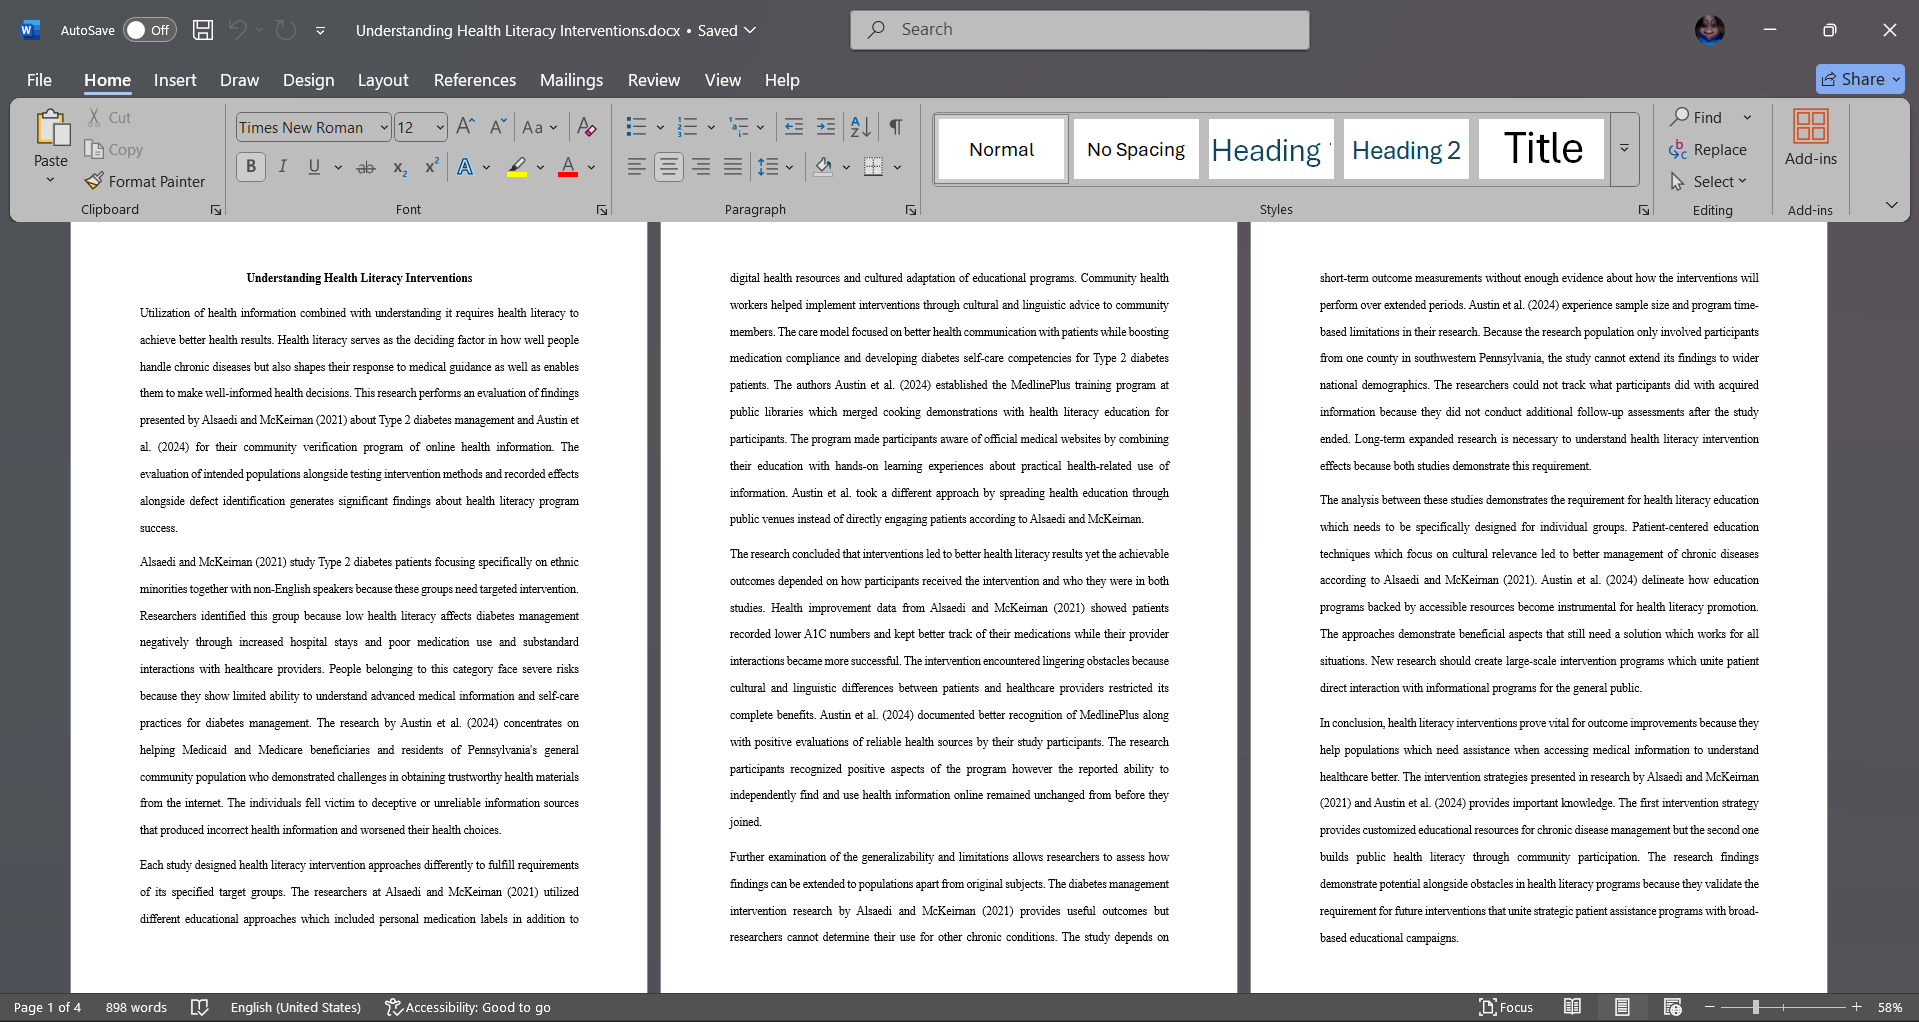 AutoSave Off Understanding Health Literacy Interventions.docx • Saved Search
File Home Insert Draw Design Layout References Mailings Review View Help Share
Paste Cut Copy Format Painter Clipboard
Times New Roman 12 Aa B I U ab x₂ x² A A Font
Paragraph
Normal No Spacing Heading Heading 2 Title Styles
Find Replace Select Editing
Add-ins Add-ins
Understanding Health Literacy Interventions
Utilization of health information combined with understanding it requires health literacy to
achieve better health results. Health literacy serves as the deciding factor in how well people
handle chronic diseases but also shapes their response to medical guidance as well as enables
them to make well-informed health decisions. This research performs an evaluation of findings
presented by Alsaedi and McKeirnan (2021) about Type 2 diabetes management and Austin et
al. (2024) for their community verification program of online health information. The
evaluation of intended populations alongside testing intervention methods and recorded effects
alongside defect identification generates significant findings about health literacy program
success.
Alsaedi and McKeirnan (2021) study Type 2 diabetes patients focusing specifically on ethnic
minorities together with non-English speakers because these groups need targeted intervention.
Researchers identified this group because low health literacy affects diabetes management
negatively through increased hospital stays and poor medication use and substandard
interactions with healthcare providers. People belonging to this category face severe risks
because they show limited ability to understand advanced medical information and self-care
practices for diabetes management. The research by Austin et al. (2024) concentrates on
helping Medicaid and Medicare beneficiaries and residents of Pennsylvania's general
community population who demonstrated challenges in obtaining trustworthy health materials
from the internet. The individuals fell victim to deceptive or unreliable information sources
that produced incorrect health information and worsened their health choices.
Each study designed health literacy intervention approaches differently to fulfill requirements
of its specified target groups. The researchers at Alsaedi and McKeirnan (2021) utilized
different educational approaches which included personal medication labels in addition to
digital health resources and cultured adaptation of educational programs. Community health
workers helped implement interventions through cultural and linguistic advice to community
members. The care model focused on better health communication with patients while boosting
medication compliance and developing diabetes self-care competencies for Type 2 diabetes
patients. The authors Austin et al. (2024) established the MedlinePlus training program at
public libraries which merged cooking demonstrations with health literacy education for
participants. The program made participants aware of official medical websites by combining
their education with hands-on learning experiences about practical health-related use of
information. Austin et al. took a different approach by spreading health education through
public venues instead of directly engaging patients according to Alsaedi and McKeirnan.
The research concluded that interventions led to better health literacy results yet the achievable
outcomes depended on how participants received the intervention and who they were in both
studies. Health improvement data from Alsaedi and McKeirnan (2021) showed patients
recorded lower A1C numbers and kept better track of their medications while their provider
interactions became more successful. The intervention encountered lingering obstacles because
cultural and linguistic differences between patients and healthcare providers restricted its
complete benefits. Austin et al. (2024) documented better recognition of MedlinePlus along
with positive evaluations of reliable health sources by their study participants. The research
participants recognized positive aspects of the program however the reported ability to
independently find and use health information online remained unchanged from before they
joined.
Further examination of the generalizability and limitations allows researchers to assess how
findings can be extended to populations apart from original subjects. The diabetes management
intervention research by Alsaedi and McKeirnan (2021) provides useful outcomes but
researchers cannot determine their use for other chronic conditions. The study depends on
short-term outcome measurements without enough evidence about how the interventions will
perform over extended periods. Austin et al. (2024) experience sample size and program time-
based limitations in their research. Because the research population only involved participants
from one county in southwestern Pennsylvania, the study cannot extend its findings to wider
national demographics. The researchers could not track what participants did with acquired
information because they did not conduct additional follow-up assessments after the study
ended. Long-term expanded research is necessary to understand health literacy intervention
effects because both studies demonstrate this requirement.
The analysis between these studies demonstrates the requirement for health literacy education
which needs to be specifically designed for individual groups. Patient-centered education
techniques which focus on cultural relevance led to better management of chronic diseases
according to Alsaedi and McKeirnan (2021). Austin et al. (2024) delineate how education
programs backed by accessible resources become instrumental for health literacy promotion.
The approaches demonstrate beneficial aspects that still need a solution which works for all
situations. New research should create large-scale intervention programs which unite patient
direct interaction with informational programs for the general public.
In conclusion, health literacy interventions prove vital for outcome improvements because they
help populations which need assistance when accessing medical information to understand
healthcare better. The intervention strategies presented in research by Alsaedi and McKeirnan
(2021) and Austin et al. (2024) provides important knowledge. The first intervention strategy
provides customized educational resources for chronic disease management but the second one
builds public health literacy through community participation. The research findings
demonstrate potential alongside obstacles in health literacy programs because they validate the
requirement for future interventions that unite strategic patient assistance programs with broad-
based educational campaigns.
Page 1 of 4 898 words English (United States) Accessibility: Good to go Focus 58%